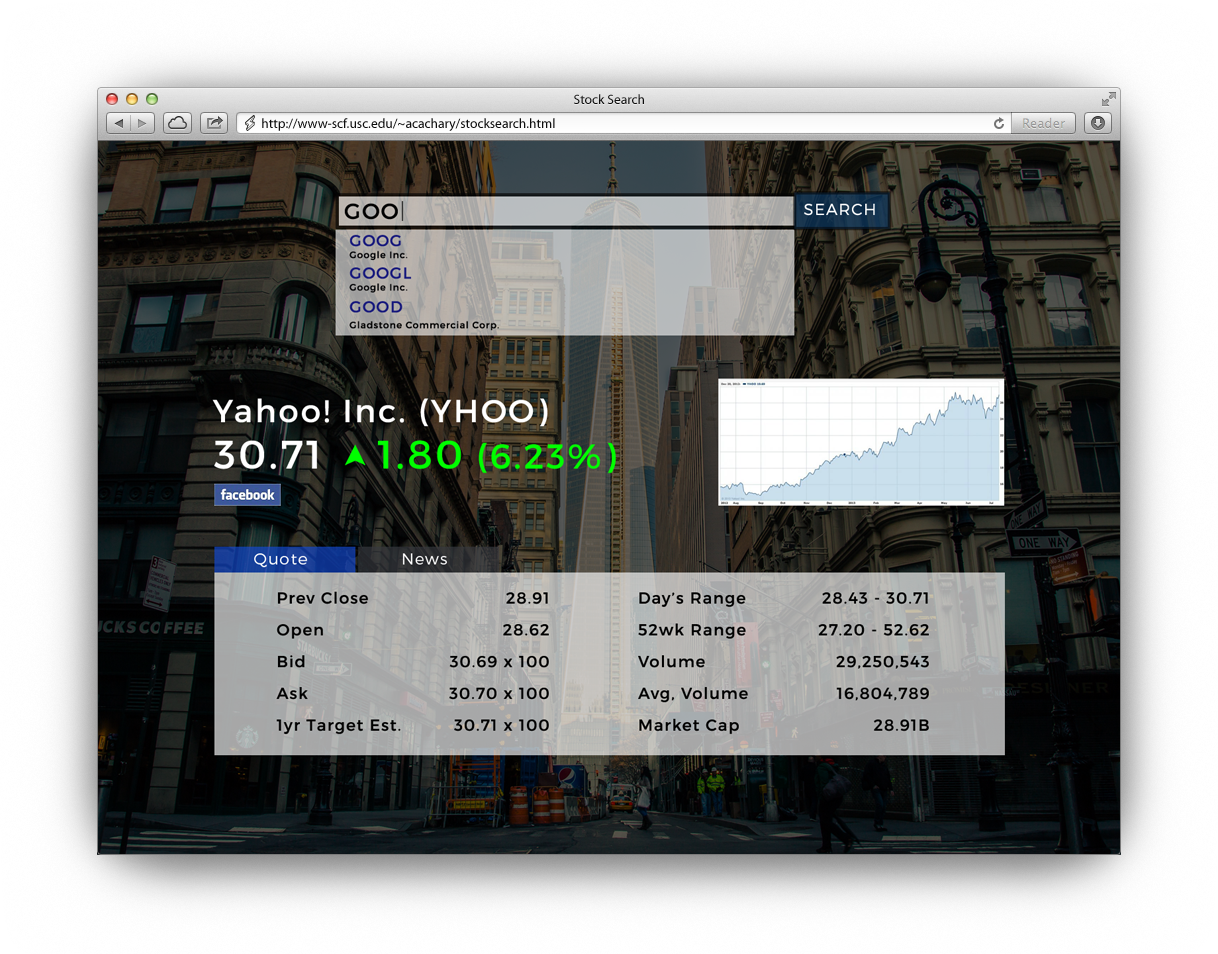 Stock Search
http://www-scf.usc.edu/~acachary/stocksearch.html
Reader
GOO
SEARCH
GOOG
Google Inc.
GOOGL
Google Inc.
GOOD
Gladstone Commercial Corp.
Yahoo! Inc. (YHOO)
30.71 ▲1.80 (6.23%)
facebook
ONE WAY
ONE WAY
Quote News
Prev Close 28.91 Day’s Range 28.43 - 30.71
Open 28.62 52wk Range 27.20 - 52.62
UCKS COFFEE
Bid 30.69 x 100 Volume 29,250,543
Ask 30.70 x 100 Avg, Volume 16,804,789
1yr Target Est. 30.71 x 100 Market Cap 28.91B